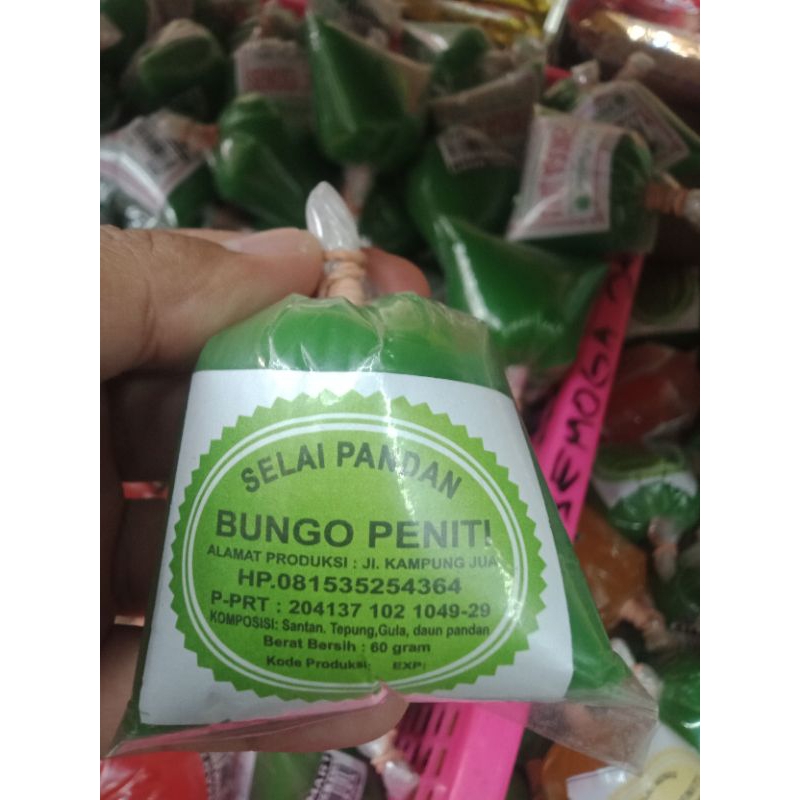 SELAI PANDAN
BUNGO PENITI
ALAMAT PRODUKSI : Jl. KAMPUNG JUA
HP.081535254364
P-PRT : 204137 102 1049-29
KOMPOSISI: Santan. Tepung,Gula, daun pandan
Berat Bersih : 60 gram
Kode Produksi: EXP:
SEMOGA